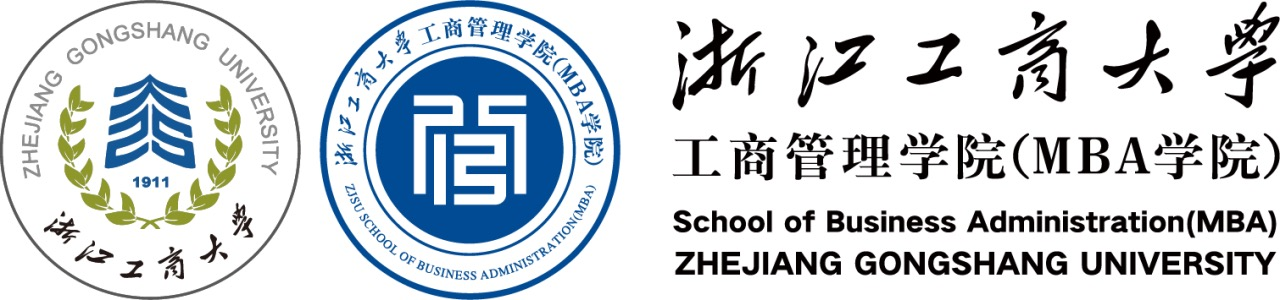 ZHEJIANG GONGSHANG UNIVERSITY
1911
浙江工商大学
浙江工商大学工商管理学院(MBA学院)
ZJSU SCHOOL OF BUSINESS ADMINISTRATION(MBA)
浙江工商大学
工商管理学院(MBA学院)
School of Business Administration(MBA)
ZHEJIANG GONGSHANG UNIVERSITY